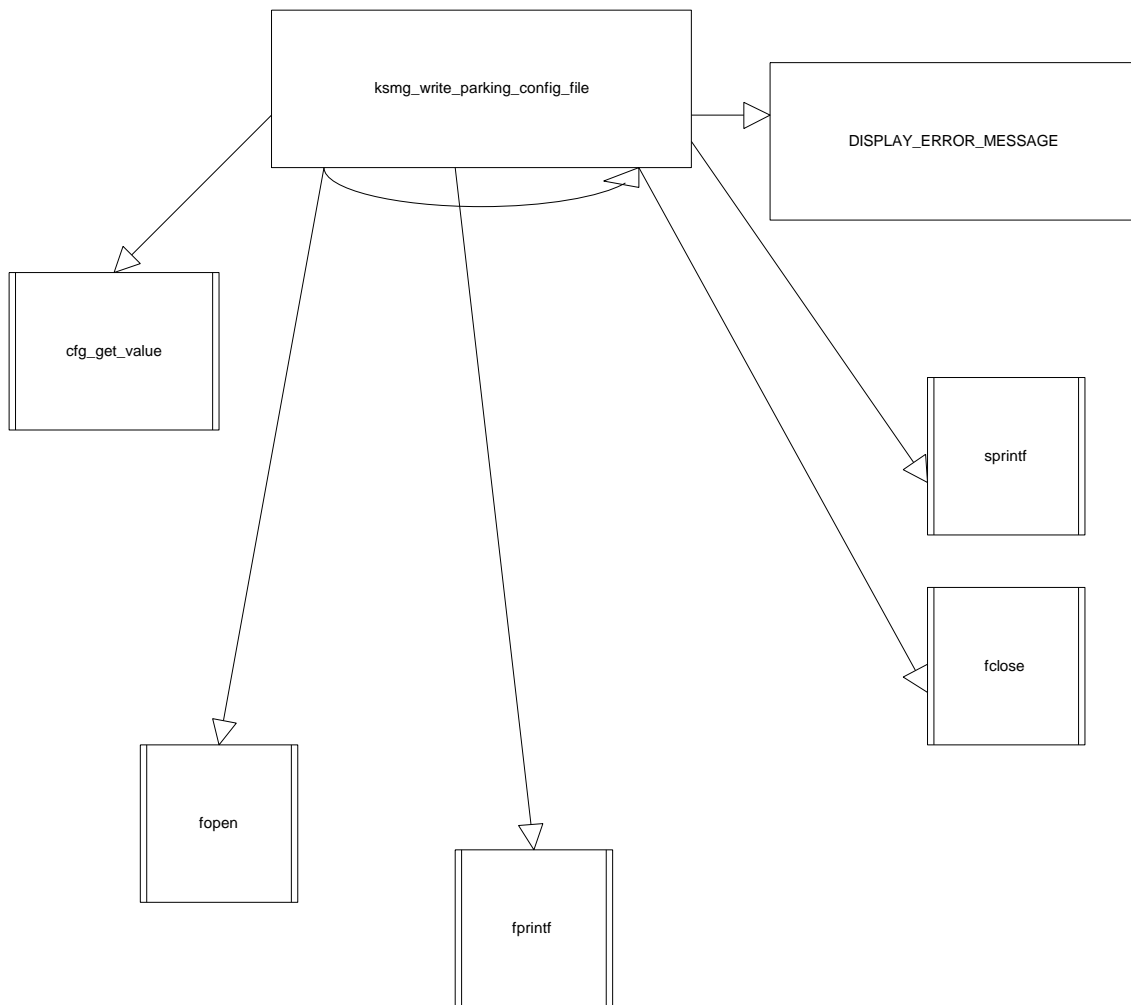 ksmg_write_parking_config_file
DISPLAY_ERROR_MESSAGE
cfg_get_value
sprintf
fclose
fopen
fprintf